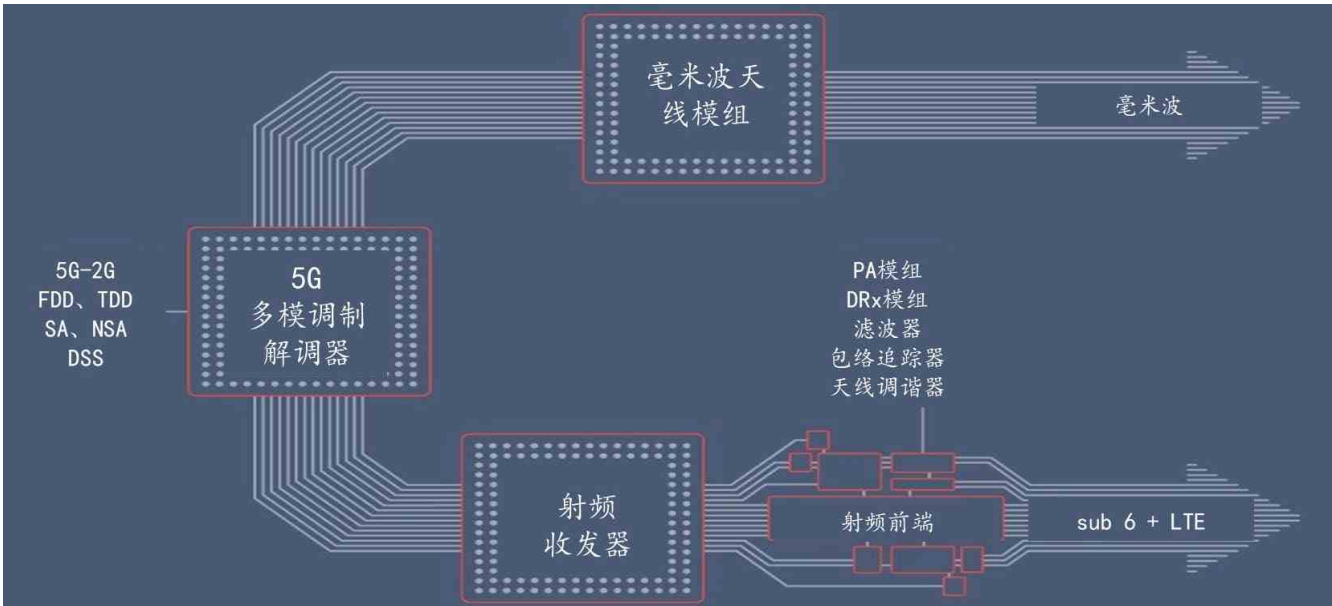 毫米波天
线模组
毫米波
5G-2G
FDD、TDD
SA、NSA
DSS
5G
多模调制
解调器
PA模组
DRx模组
滤波器
包络追踪器
天线调谐器
射频
收发器
射频前端
sub 6 + LTE